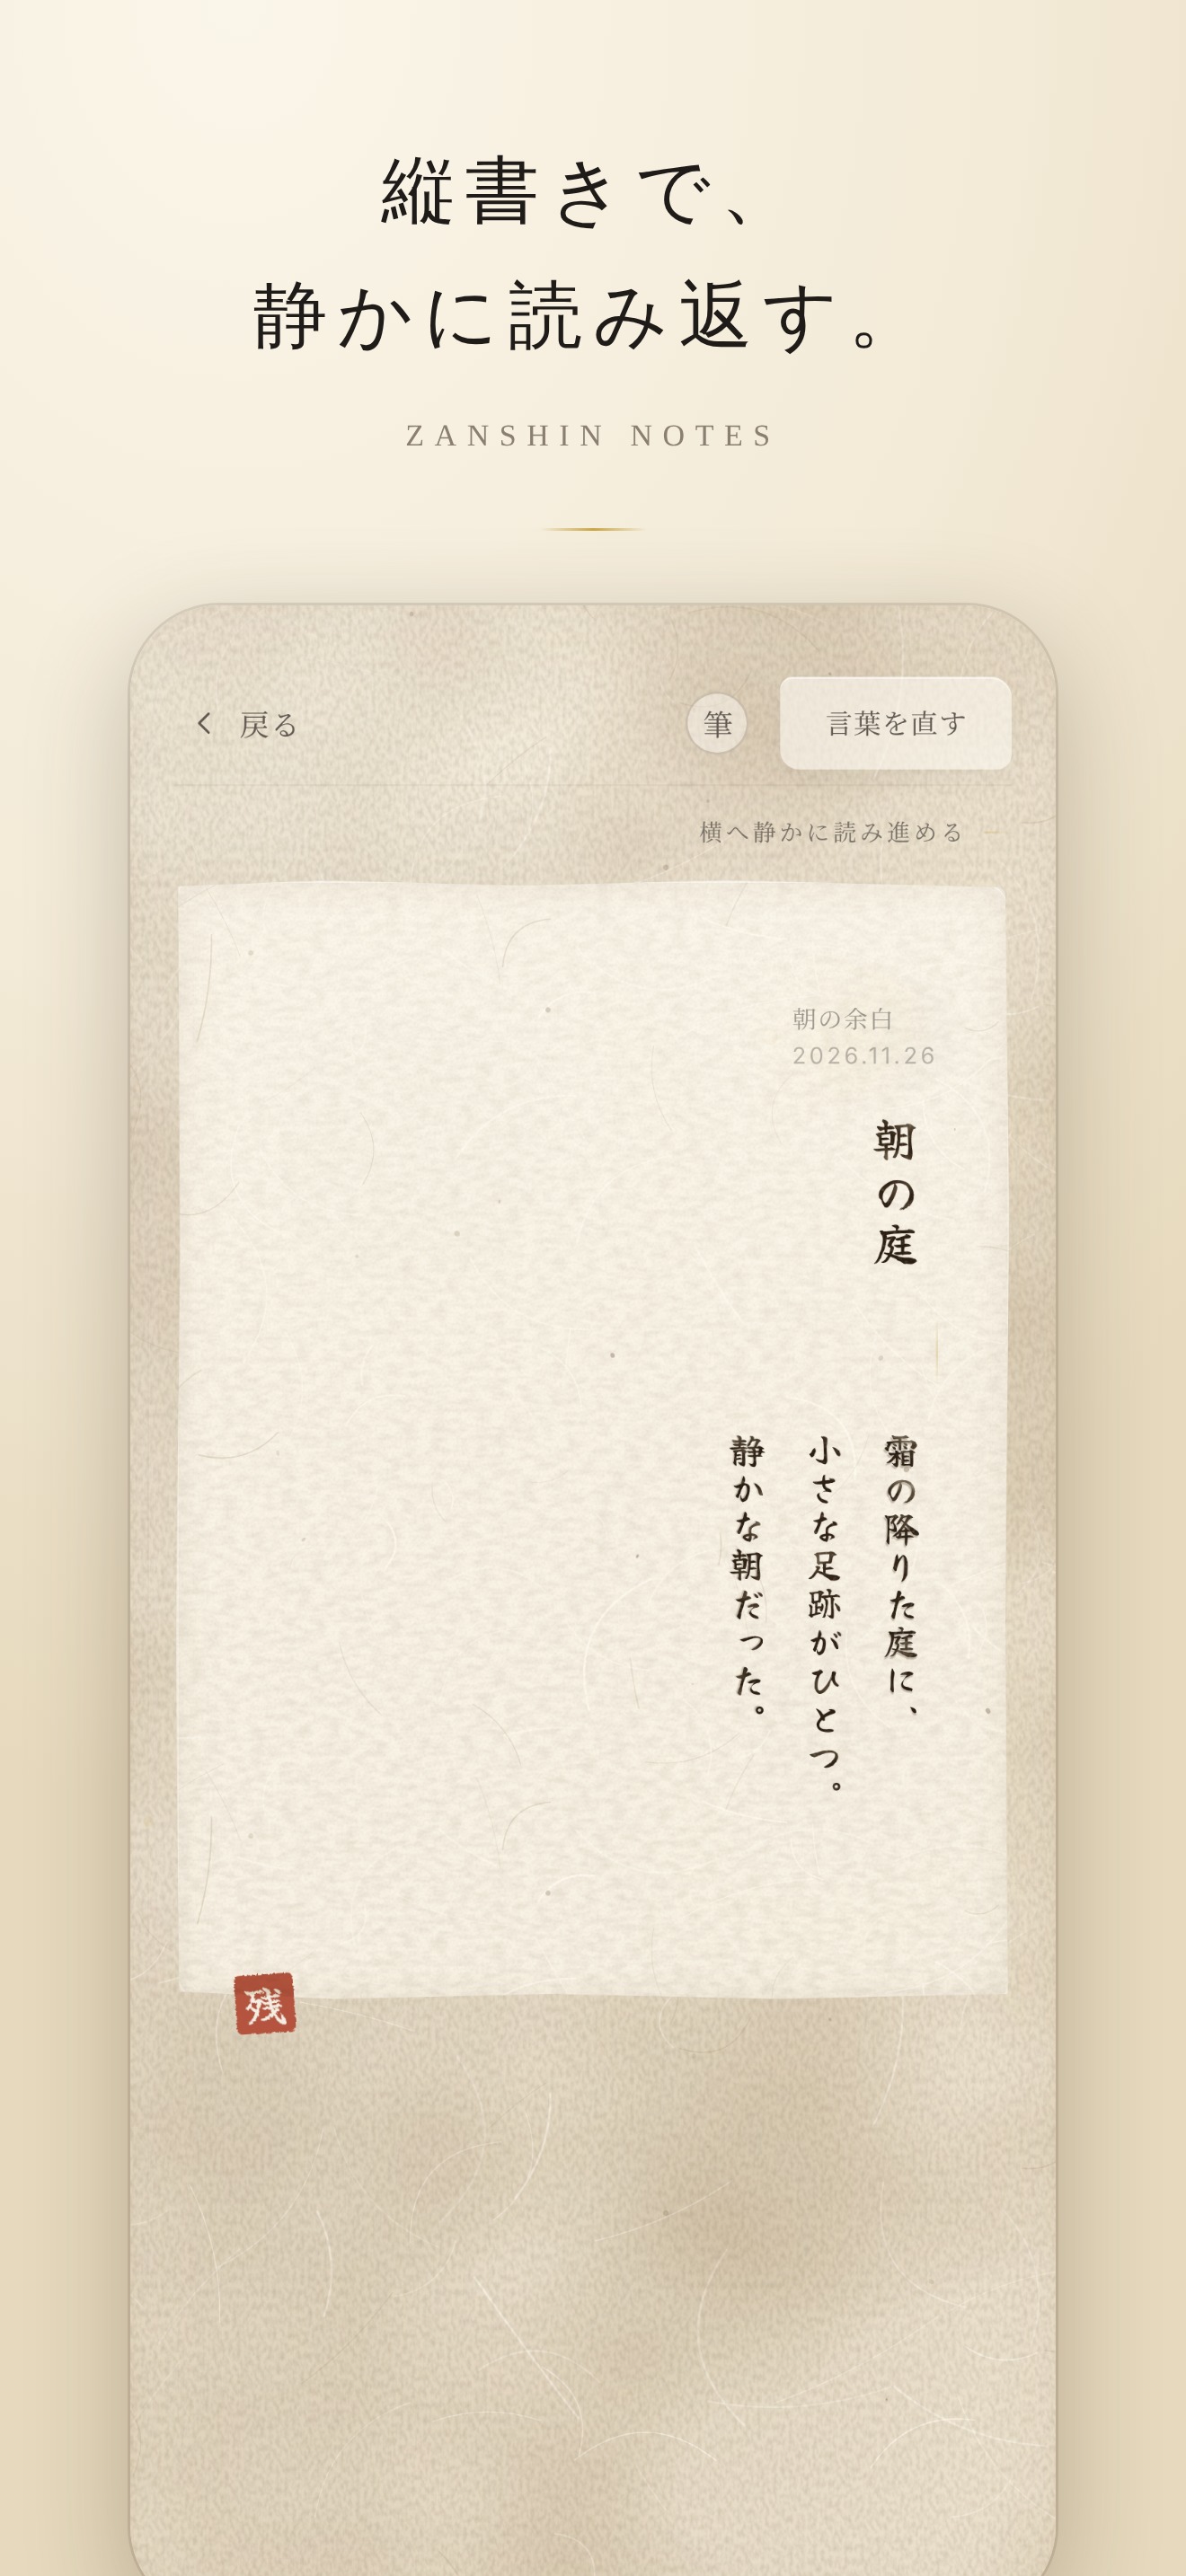 縦書きで、
静かに読み返す。
ZANSHIN NOTES
戻る
筆
言葉を直す
横へ静かに読み進める
朝の余白
2026.11.26
朝の庭
霜の降りた庭に、
小さな足跡がひとつ。
静かな朝だった。
残